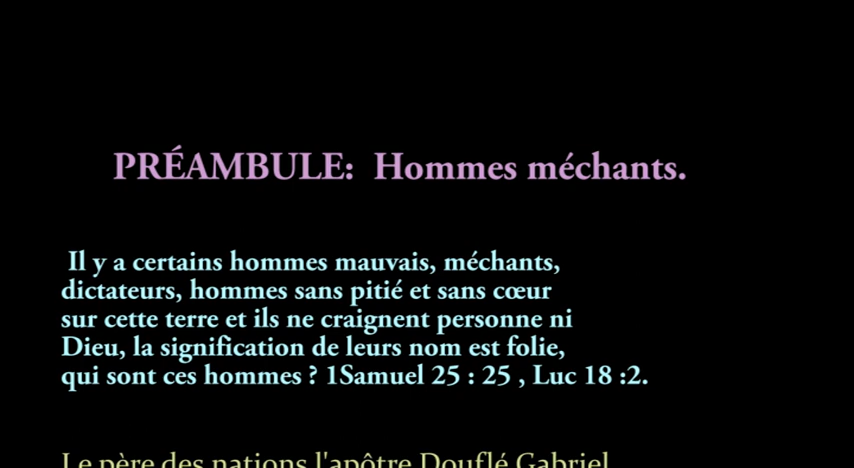 PRÉAMBULE: Hommes méchants.
Il y a certains hommes mauvais, méchants,
dictateurs, hommes sans pitié et sans cœur
sur cette terre et ils ne craignent personne ni
Dieu, la signification de leurs nom est folie,
qui sont ces hommes ? 1Samuel 25 : 25 , Luc 18 :2.
Le père des nations l'apôtre Douflé Gabriel